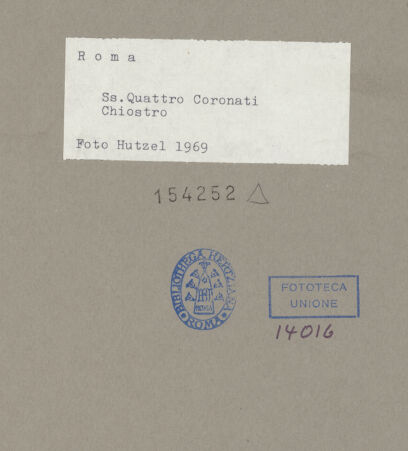 Roma
Ss.Quattro Coronati
Chiostro
Foto Hutzel 1969
154252
BIBLIOTHECA HERTZIANA
ROMA
FOTOTECA
UNIONE
14016